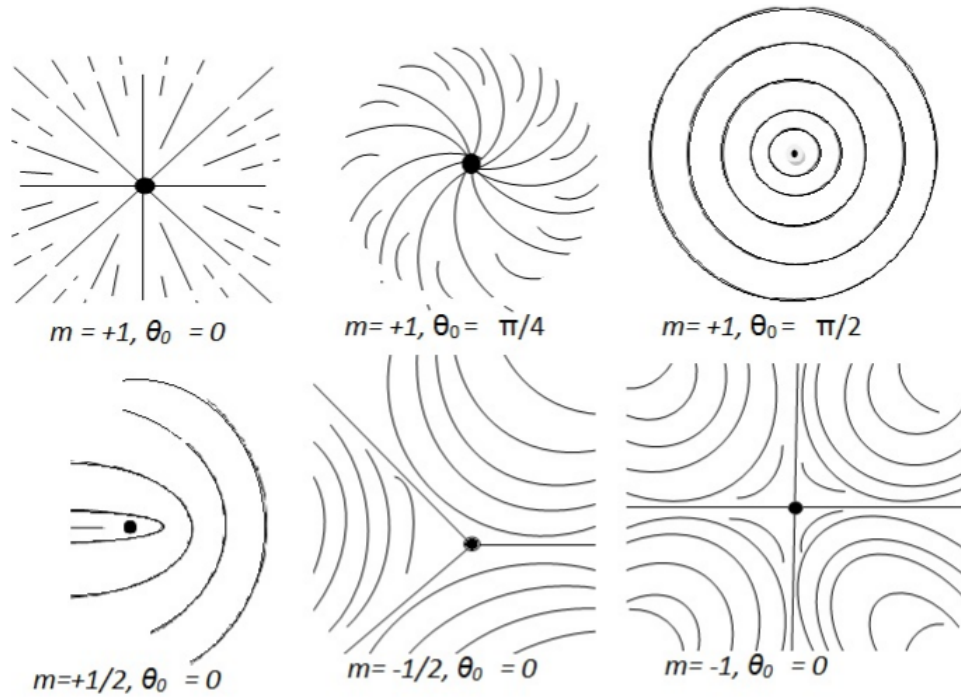 m = +1, θ₀ = 0
m= +1, θ₀ = π/4
m= +1, θ₀ = π/2
m=+1/2, θ₀ = 0
m= -1/2, θ₀ = 0
m= -1, θ₀ = 0